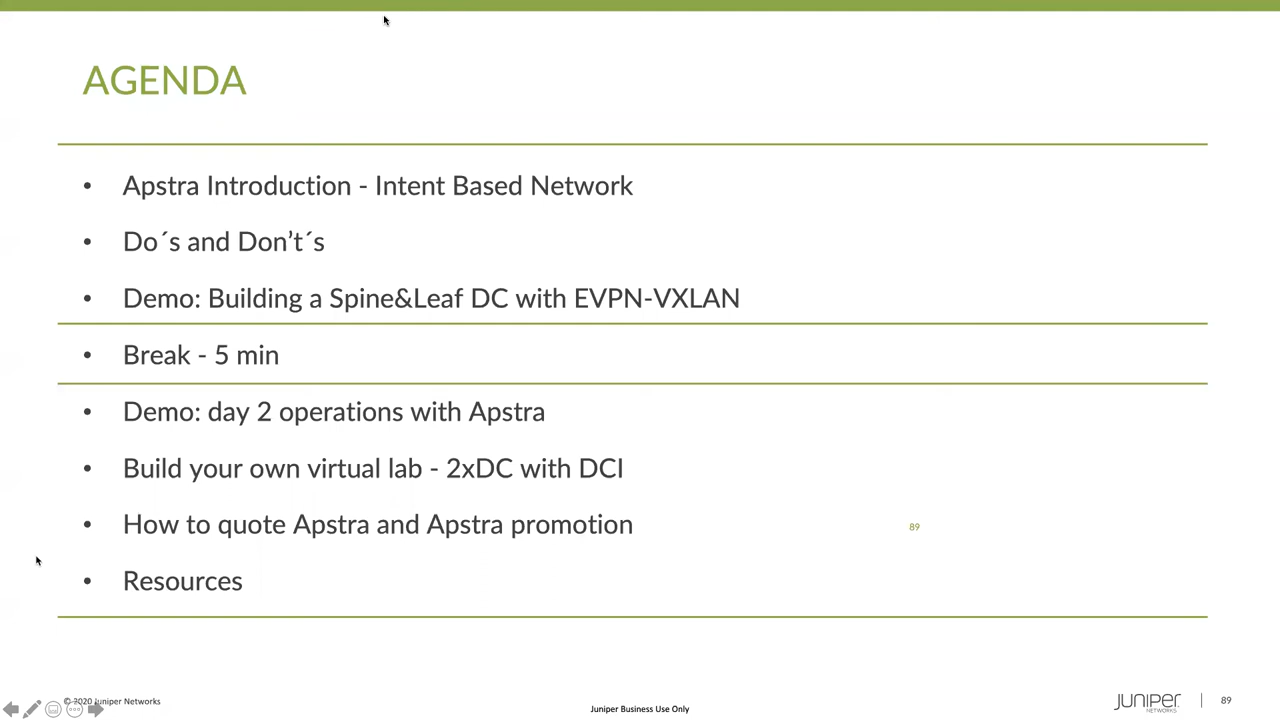 AGENDA
• Apstra Introduction - Intent Based Network
• Do´s and Don’t´s
• Demo: Building a Spine&Leaf DC with EVPN-VXLAN
• Break - 5 min
• Demo: day 2 operations with Apstra
• Build your own virtual lab - 2xDC with DCI
• How to quote Apstra and Apstra promotion
89
• Resources
© 2020 Juniper Networks
Juniper Business Use Only
JUNIPER
NETWORKS
89